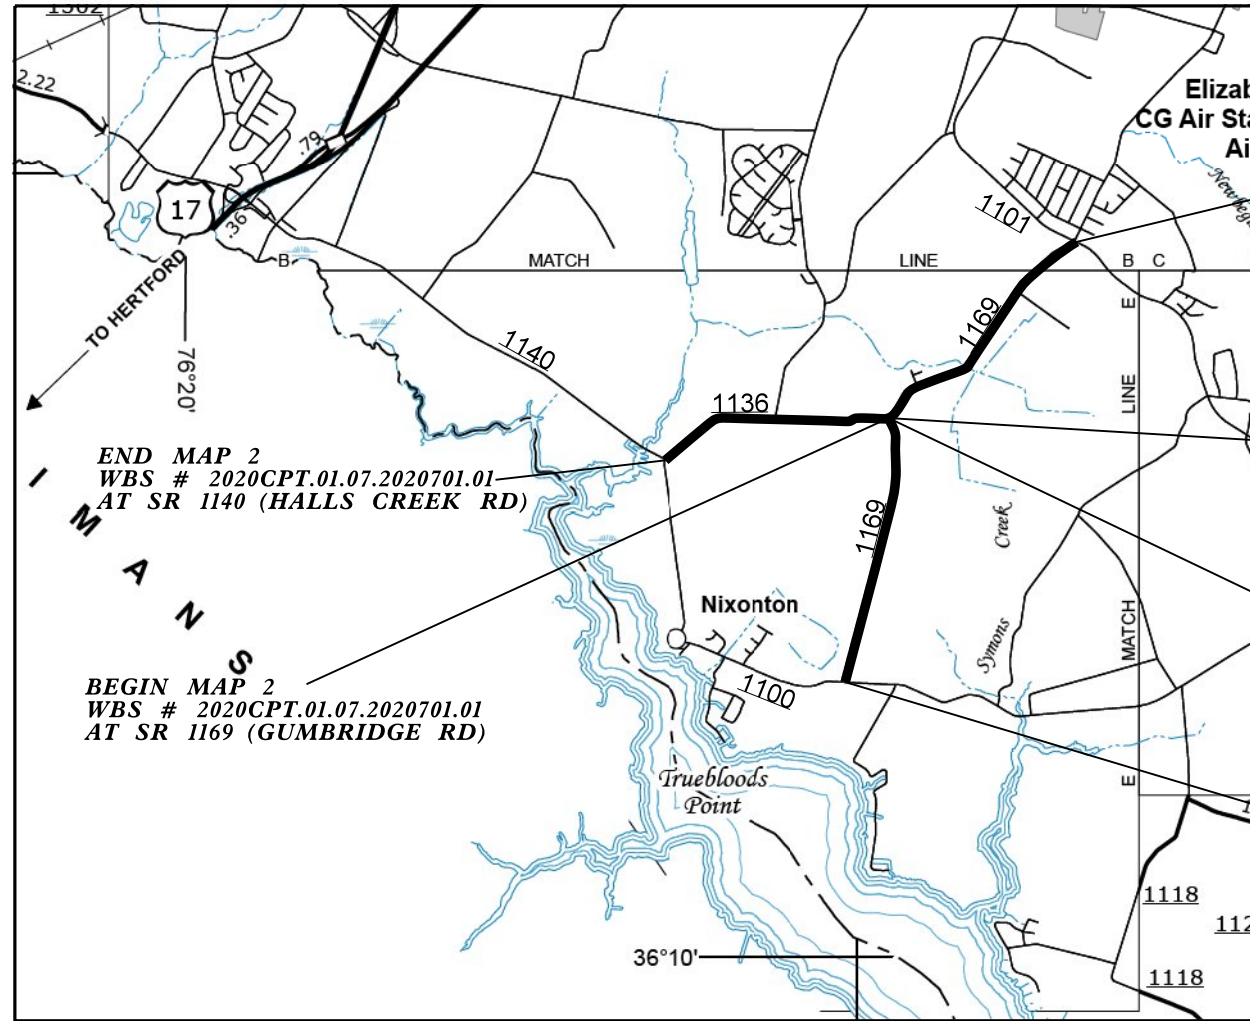 1302
2.22
Elizab
CG Air Sta
Ai
.79
17
.36
1101
B
MATCH
LINE
B
C
TO HERTFORD
E
1169
76°20'
1140
LINE
1136
END MAP 2
WBS # 2020CPT.01.07.2020701.01
AT SR 1140 (HALLS CREEK RD)
I M A N S
1169
Creek
Nixonton
MATCH
Symons
BEGIN MAP 2
WBS # 2020CPT.01.07.2020701.01
AT SR 1169 (GUMBRIDGE RD)
1100
Truebloods
Point
E
1118
112
36°10'
1118